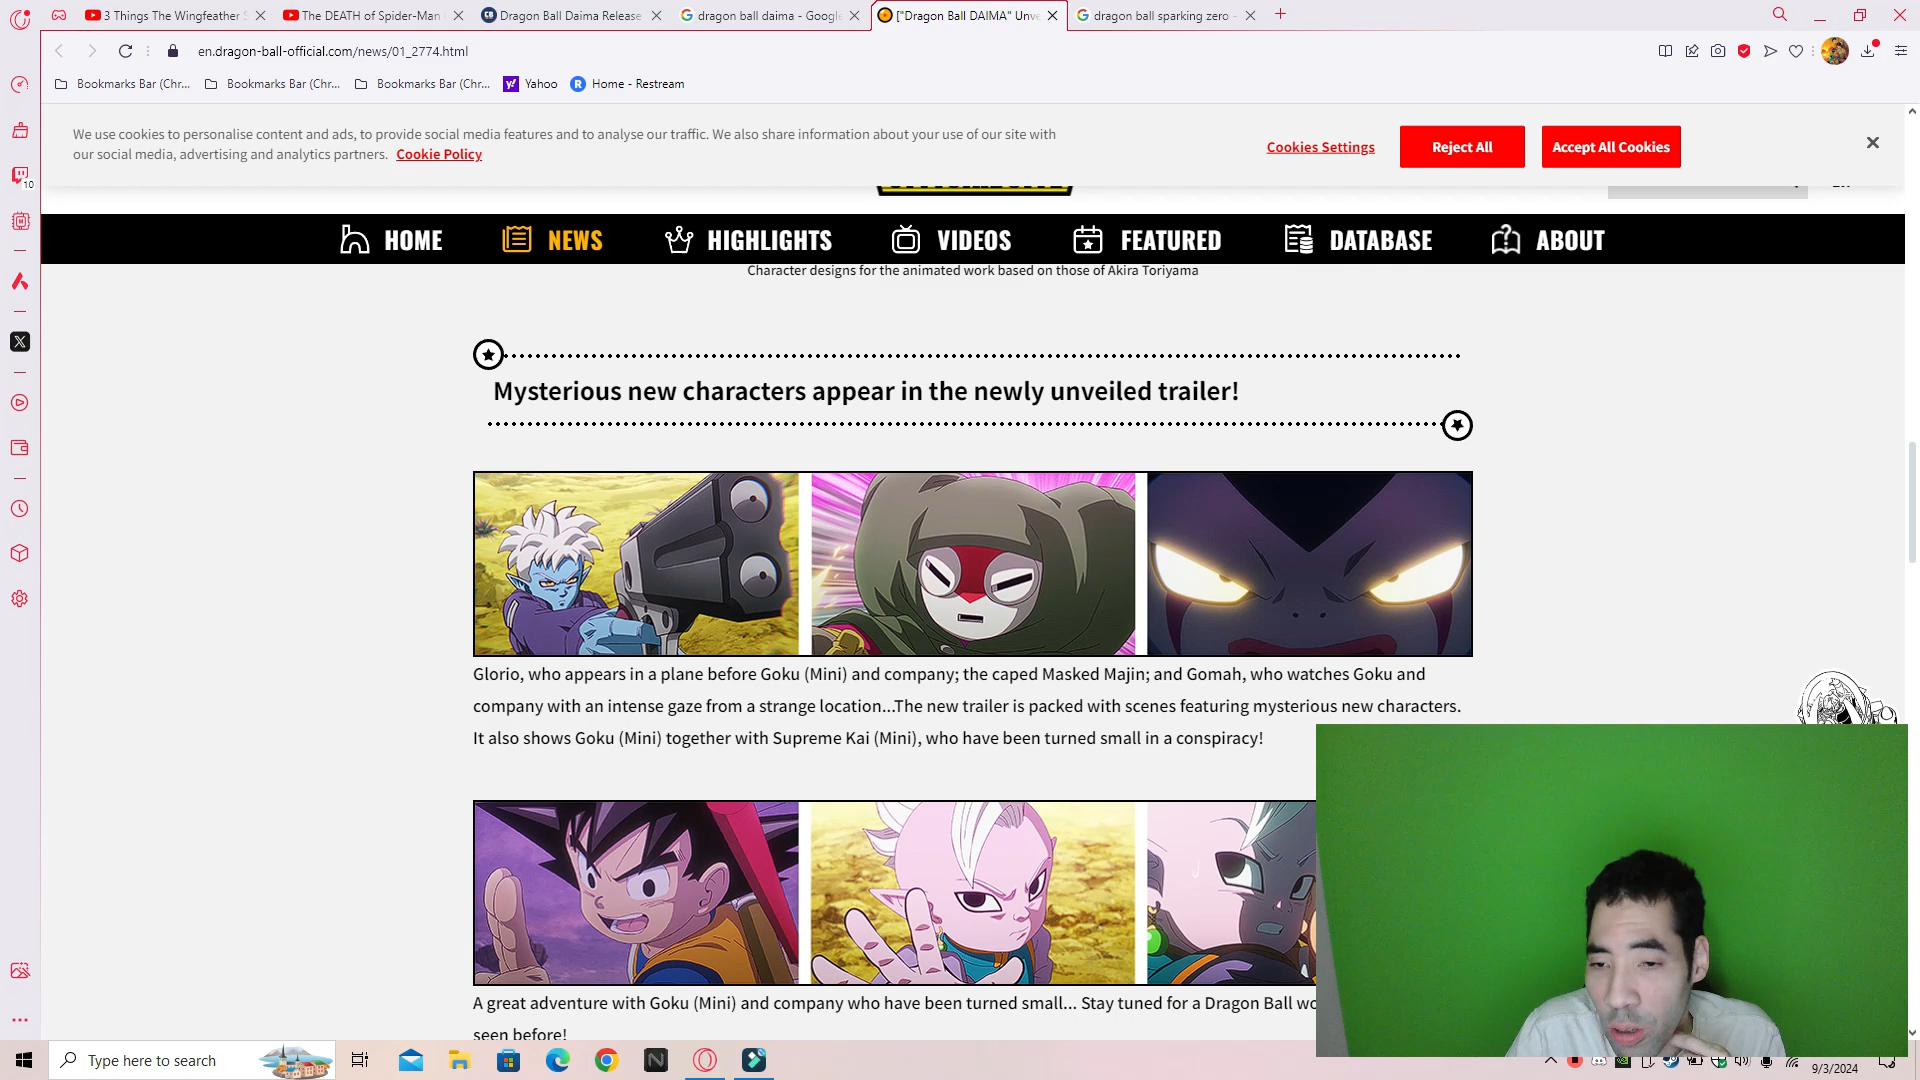 3 Things The Wingfeather S
The DEATH of Spider-Man
Dragon Ball Daima Release
dragon ball daima - Google
["Dragon Ball DAIMA" Unve
dragon ball sparking zero -
en.dragon-ball-official.com/news/01_2774.html
Bookmarks Bar (Chr...
Bookmarks Bar (Chr...
Bookmarks Bar (Chr...
Yahoo
Home - Restream
We use cookies to personalise content and ads, to provide social media features and to analyse our traffic. We also share information about your use of our site with
our social media, advertising and analytics partners. Cookie Policy
Cookies Settings
Reject All
Accept All Cookies
10
HOME
NEWS
HIGHLIGHTS
VIDEOS
FEATURED
DATABASE
ABOUT
Character designs for the animated work based on those of Akira Toriyama
Mysterious new characters appear in the newly unveiled trailer!
Glorio, who appears in a plane before Goku (Mini) and company; the caped Masked Majin; and Gomah, who watches Goku and
company with an intense gaze from a strange location...The new trailer is packed with scenes featuring mysterious new characters.
It also shows Goku (Mini) together with Supreme Kai (Mini), who have been turned small in a conspiracy!
A great adventure with Goku (Mini) and company who have been turned small... Stay tuned for a Dragon Ball wo
seen before!
Type here to search
9/3/2024